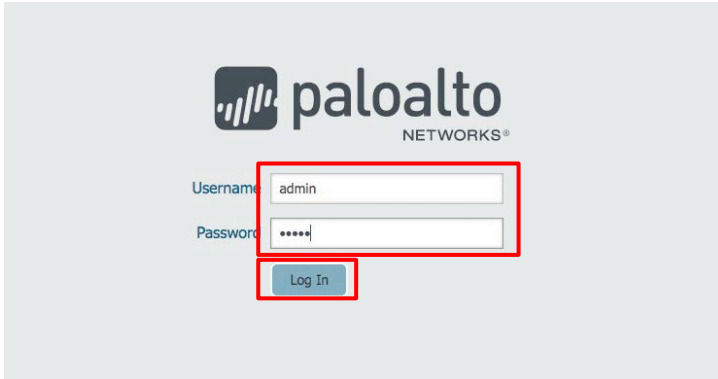 paloalto
NETWORKS®
Username admin
Password •••••
Log In